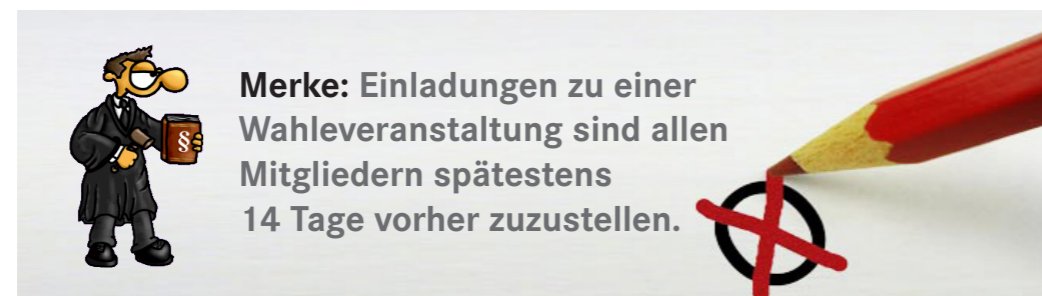 Merke: Einladungen zu einer
Wahleveranstaltung sind allen
Mitgliedern spätestens
14 Tage vorher zuzustellen.
§